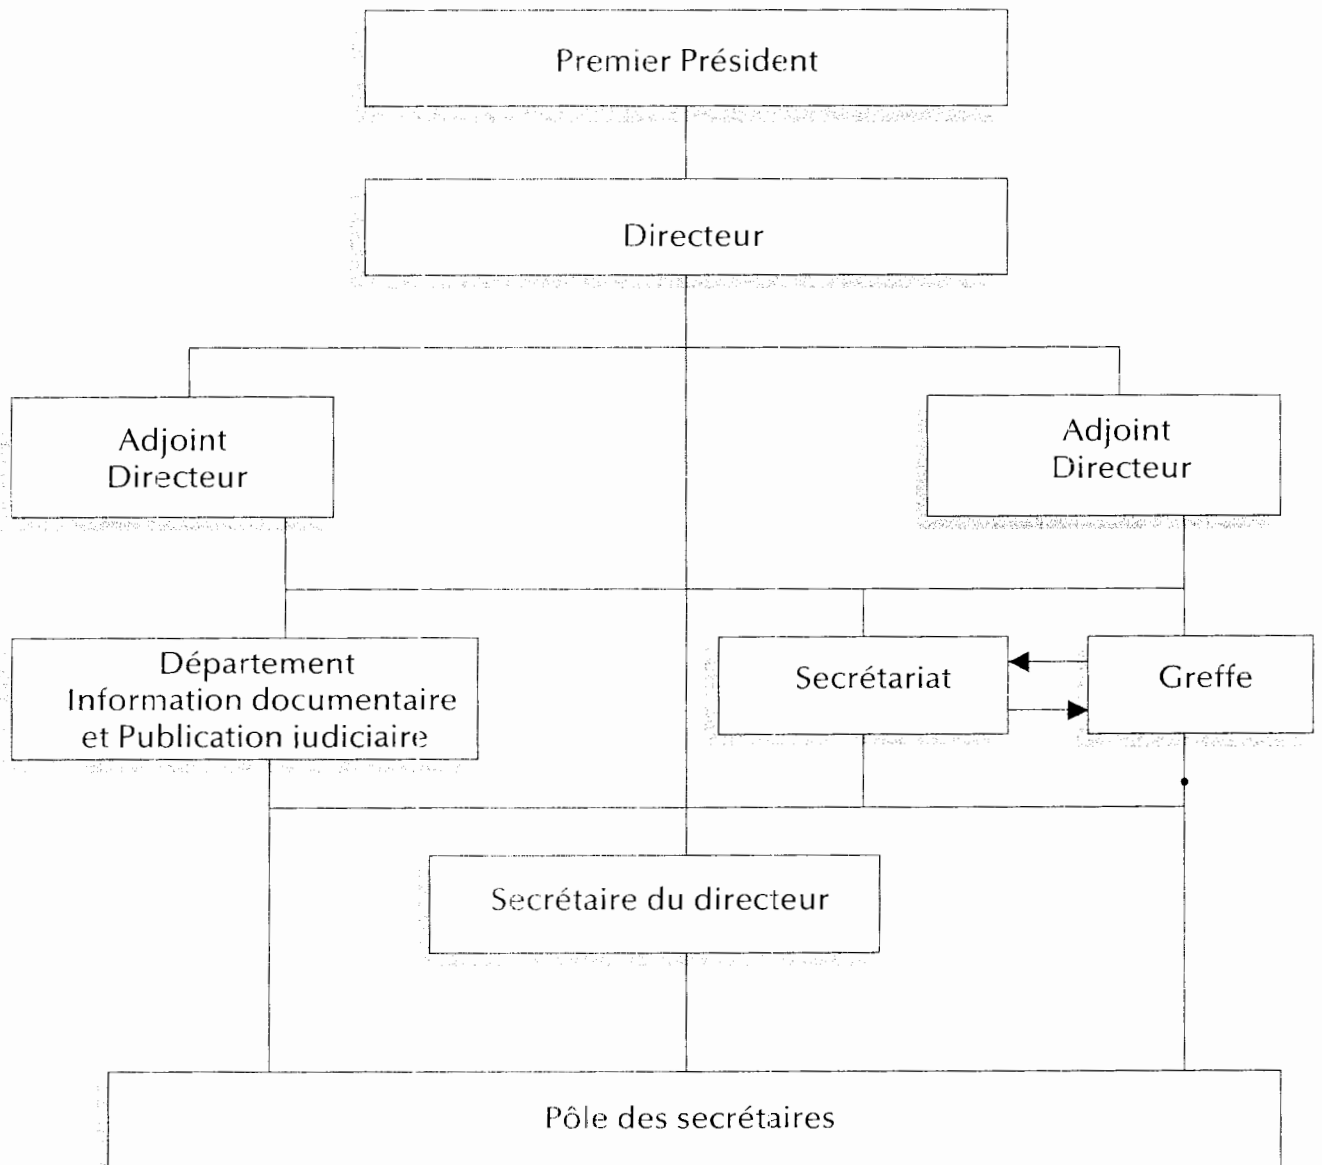 Premier Président
Directeur
Adjoint
Directeur
Adjoint
Directeur
Département
Information documentaire
et Publication judiciaire
Secrétariat
Greffe
Secrétaire du directeur
Pôle des secrétaires